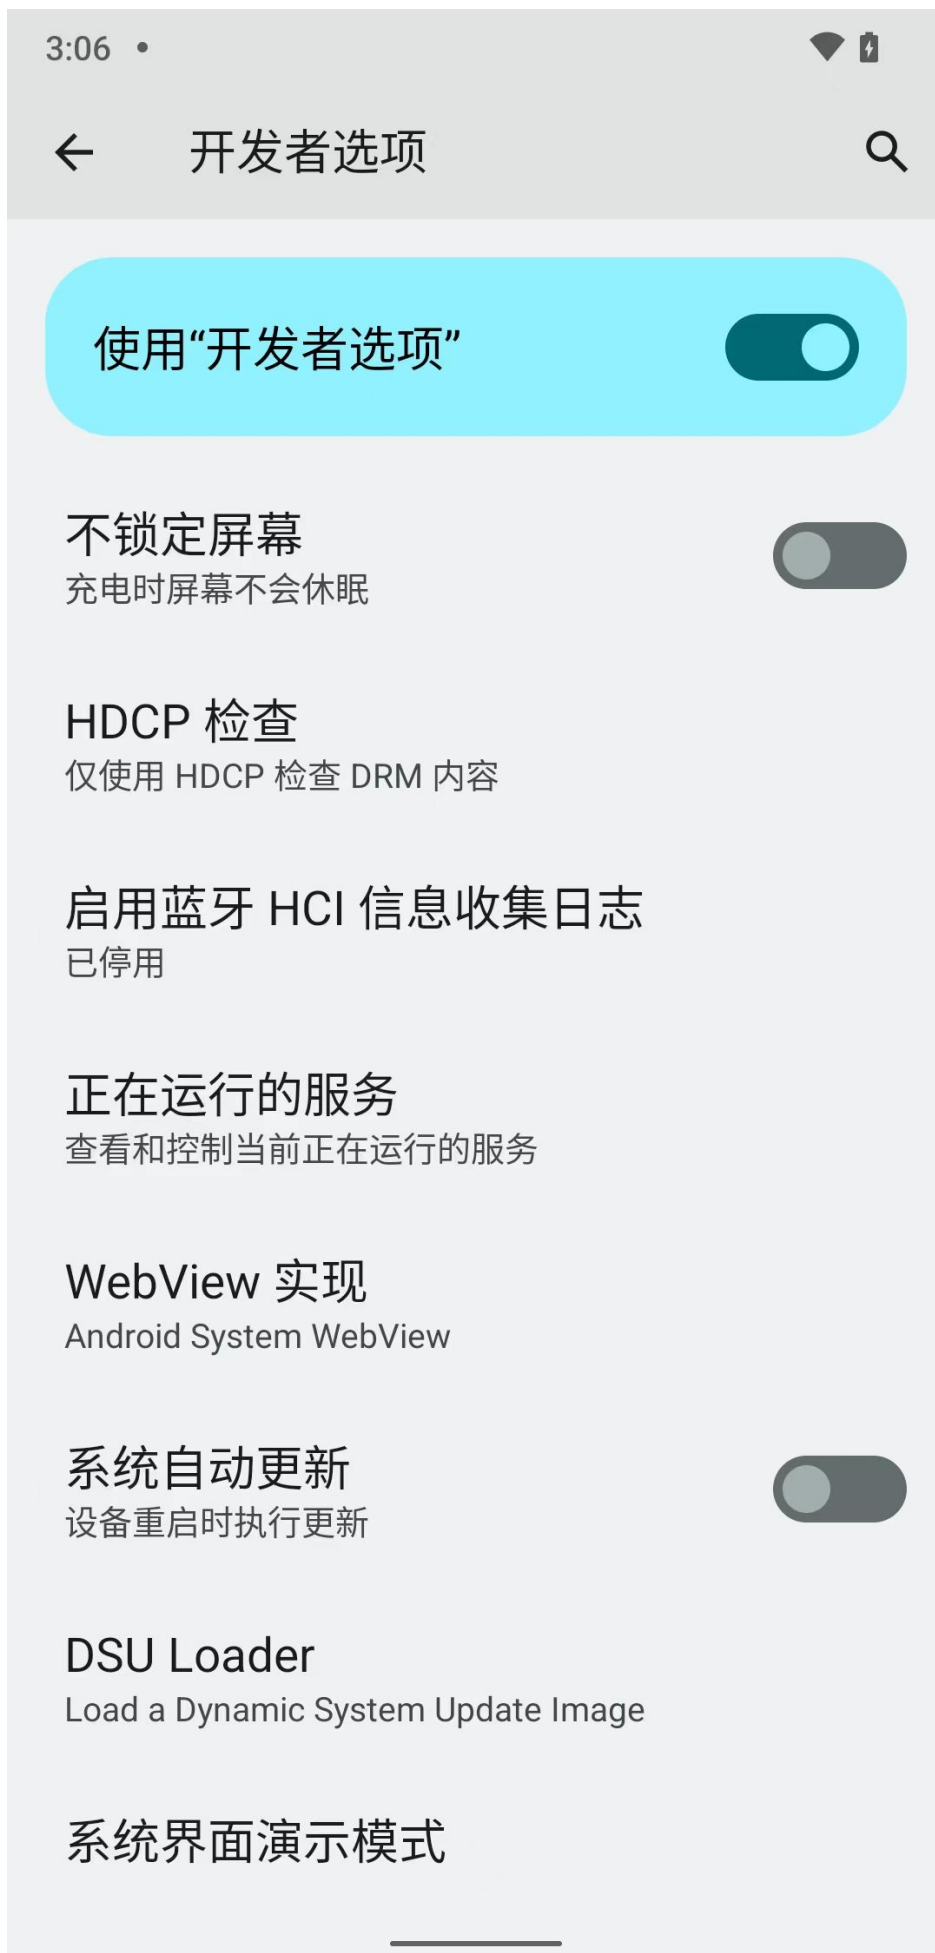 3:06
开发者选项
使用“开发者选项”
不锁定屏幕
充电时屏幕不会休眠
HDCP 检查
仅使用 HDCP 检查 DRM 内容
启用蓝牙 HCI 信息收集日志
已停用
正在运行的服务
查看和控制当前正在运行的服务
WebView 实现
Android System WebView
系统自动更新
设备重启时执行更新
DSU Loader
Load a Dynamic System Update Image
系统界面演示模式